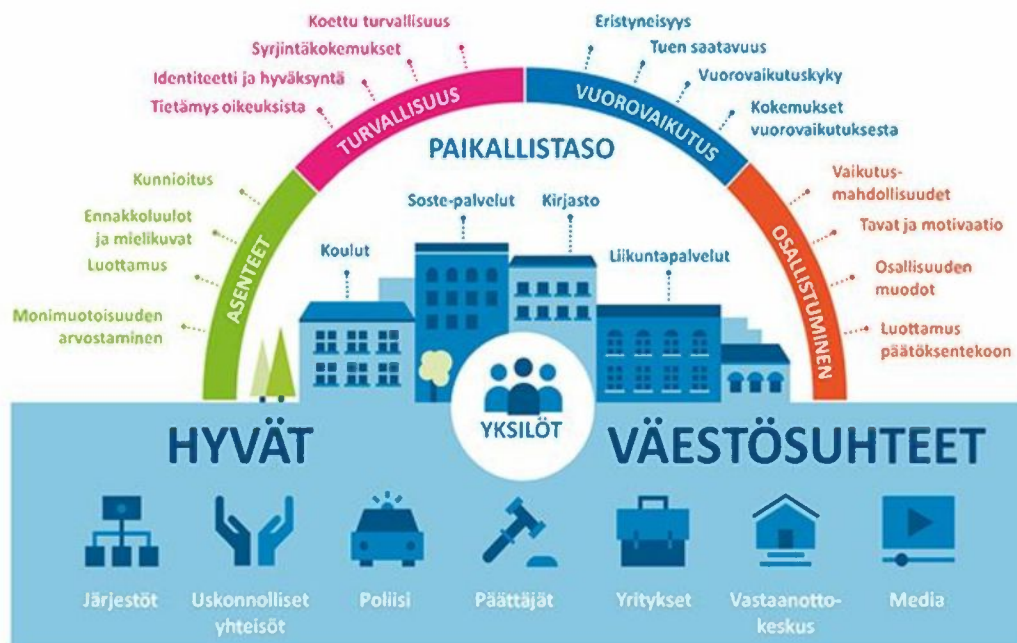 Koettu turvallisuus
Syrjintäkokemukset
Identiteetti ja hyväksyntä
Tietämys oikeuksista
TURVALLISUUS
Eristyneisyys
Tuen saatavuus
Vuorovaikutuskyky
Kokemukset
vuorovaikutuksesta
VUOROVAIKUTUS
Kunnioitus
Ennakkoluulot
ja mielikuvat
Luottamus
Monimuotoisuuden
arvostaminen
ASENTEET
Vaikutus-
mahdollisuudet
Tavat ja motivaatio
Osallisuuden
muodot
Luottamus
päätöksentekoon
OSALLISTUMINEN
PAIKALLISTASO
Koulut
Soste-palvelut
Kirjasto
Liikuntapalvelut
YKSILÖT
HYVÄT
VÄESTÖSUHTEET
Järjestöt
Uskonnolliset
yhteisöt
Poliisi
Päättäjät
Yritykset
Vastaanotto-
keskus
Media